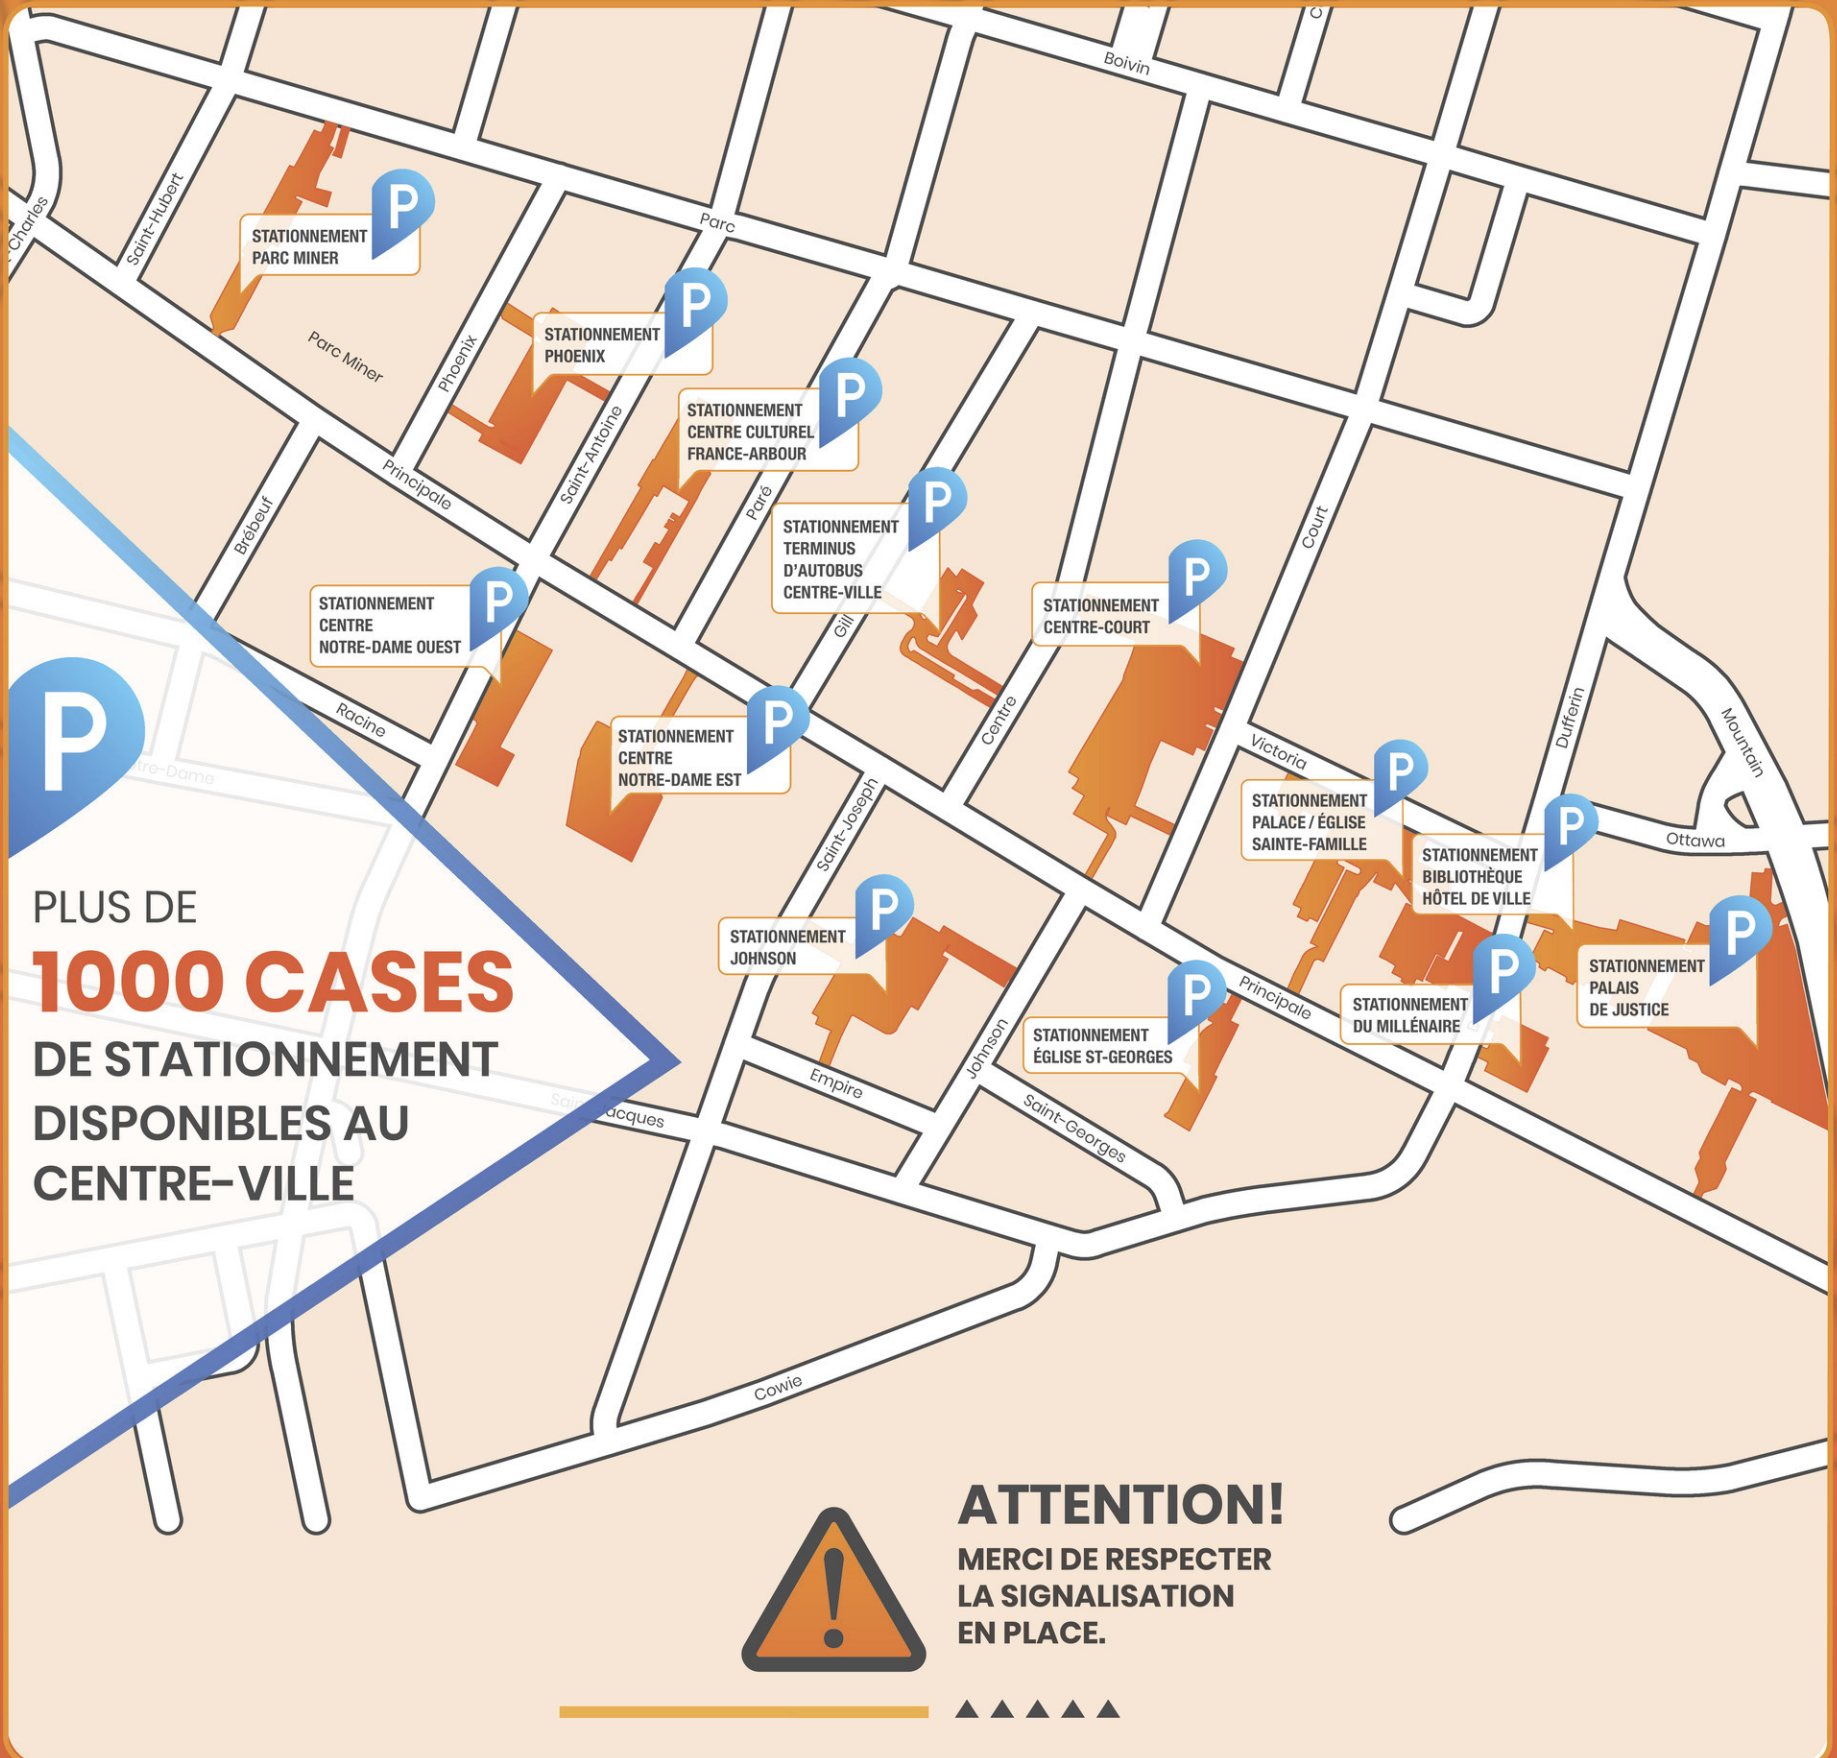 Boivin
Parc
Charles
Saint-Hubert
P
STATIONNEMENT
PARC MINER
Parc Miner
Phoenix
P
STATIONNEMENT
PHOENIX
Saint-Antoine
P
STATIONNEMENT
CENTRE CULTUREL
FRANCE-ARBOUR
Principale
Paré
Brébeuf
P
STATIONNEMENT
TERMINUS
D'AUTOBUS
CENTRE-VILLE
Gill
Court
P
STATIONNEMENT
CENTRE-COURT
P
STATIONNEMENT
CENTRE
NOTRE-DAME OUEST
Racine
P
STATIONNEMENT
CENTRE
NOTRE-DAME EST
Centre
Victoria
Dufferin
Mountain
Ottawa
P
STATIONNEMENT
PALACE / ÉGLISE
SAINTE-FAMILLE
P
STATIONNEMENT
BIBLIOTHÈQUE
HÔTEL DE VILLE
Saint-Joseph
P
STATIONNEMENT
JOHNSON
P
STATIONNEMENT
PALAIS
DE JUSTICE
P
STATIONNEMENT
DU MILLÉNAIRE
Principale
P
STATIONNEMENT
ÉGLISE ST-GEORGES
Johnson
Empire
Saint-Georges
Saint-Jacques
Cowie
P
PLUS DE
1000 CASES
DE STATIONNEMENT
DISPONIBLES AU
CENTRE-VILLE
ATTENTION!
MERCI DE RESPECTER
LA SIGNALISATION
EN PLACE.